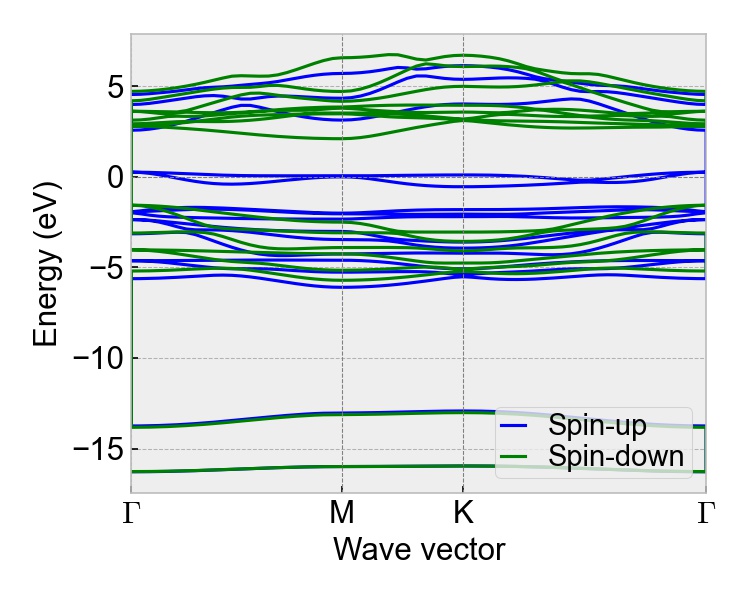 5
0
−5
−10
−15
Energy (eV)
Spin-up
Spin-down
Γ M K Γ
Wave vector